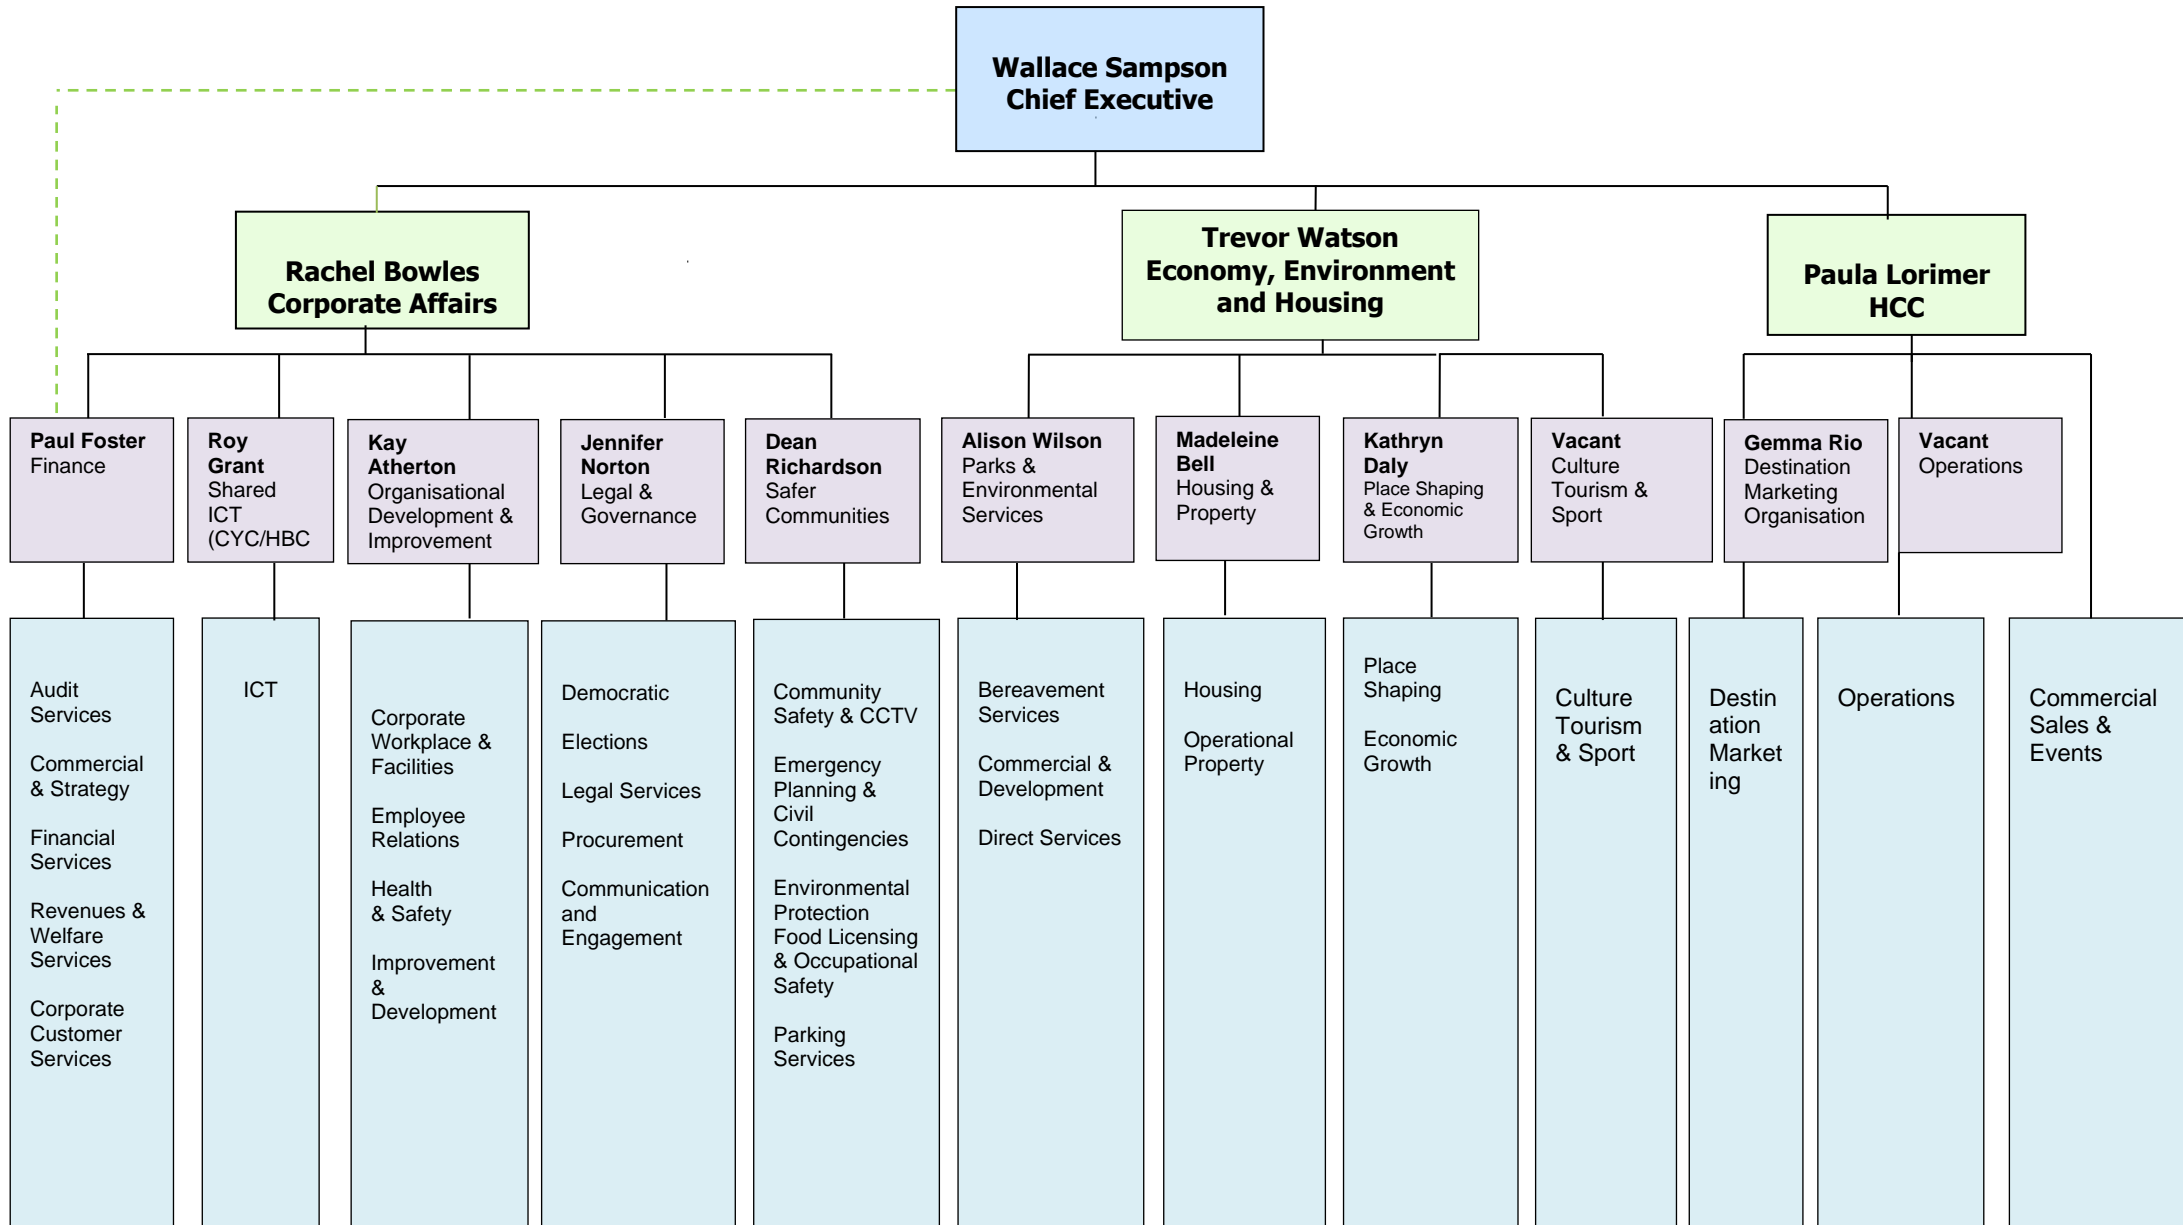 Wallace Sampson
Chief Executive
Rachel Bowles
Corporate Affairs
Trevor Watson
Economy, Environment
and Housing
Paula Lorimer
HCC
Paul Foster
Finance
Roy
Grant
Shared
ICT
(CYC/HBC
Kay
Atherton
Organisational
Development &
Improvement
Jennifer
Norton
Legal &
Governance
Dean
Richardson
Safer
Communities
Alison Wilson
Parks &
Environmental
Services
Madeleine
Bell
Housing &
Property
Kathryn
Daly
Place Shaping
& Economic
Growth
Vacant
Culture
Tourism &
Sport
Gemma Rio
Destination
Marketing
Organisation
Vacant
Operations
Audit
Services
Commercial
& Strategy
Financial
Services
Revenues &
Welfare
Services
Corporate
Customer
Services
ICT
Corporate
Workplace &
Facilities
Employee
Relations
Health
& Safety
Improvement
&
Development
Democratic
Elections
Legal Services
Procurement
Communication
and
Engagement
Community
Safety & CCTV
Emergency
Planning &
Civil
Contingencies
Environmental
Protection
Food Licensing
& Occupational
Safety
Parking
Services
Bereavement
Services
Commercial &
Development
Direct Services
Housing
Operational
Property
Place
Shaping
Economic
Growth
Culture
Tourism
& Sport
Destin
ation
Market
ing
Operations
Commercial
Sales &
Events